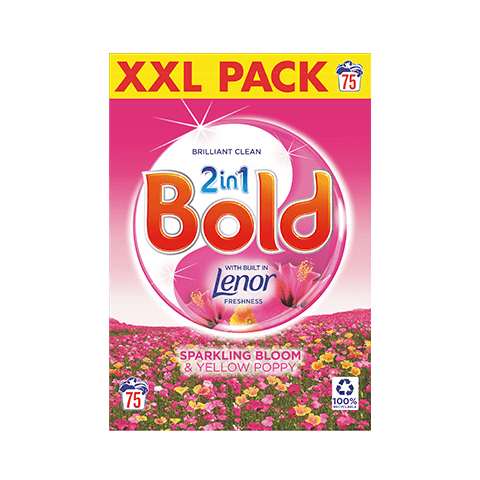 XXL PACK
75
BRILLIANT CLEAN
2in1
Bold
WITH BUILT IN
Lenor
FRESHNESS
SPARKLING BLOOM
& YELLOW POPPY
75
100%
RECYCLABLE